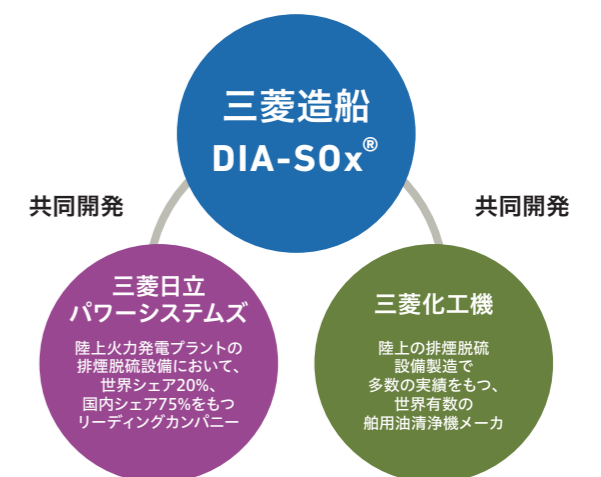 三菱造船
DIA-SOx®
共同開発
共同開発
三菱日立
パワーシステムズ
陸上火力発電プラントの
排煙脱硫設備において、
世界シェア20%、
国内シェア75%をもつ
リーディングカンパニー
三菱化工機
陸上の排煙脱硫
設備製造で
多数の実績をもつ、
世界有数の
舶用油清浄機メーカ